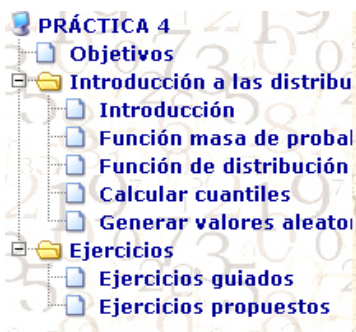 PRÁCTICA 4
Objetivos
Introducción a las distribu
Introducción
Función masa de probal
Función de distribución
Calcular cuantiles
Generar valores aleator
Ejercicios
Ejercicios guiados
Ejercicios propuestos